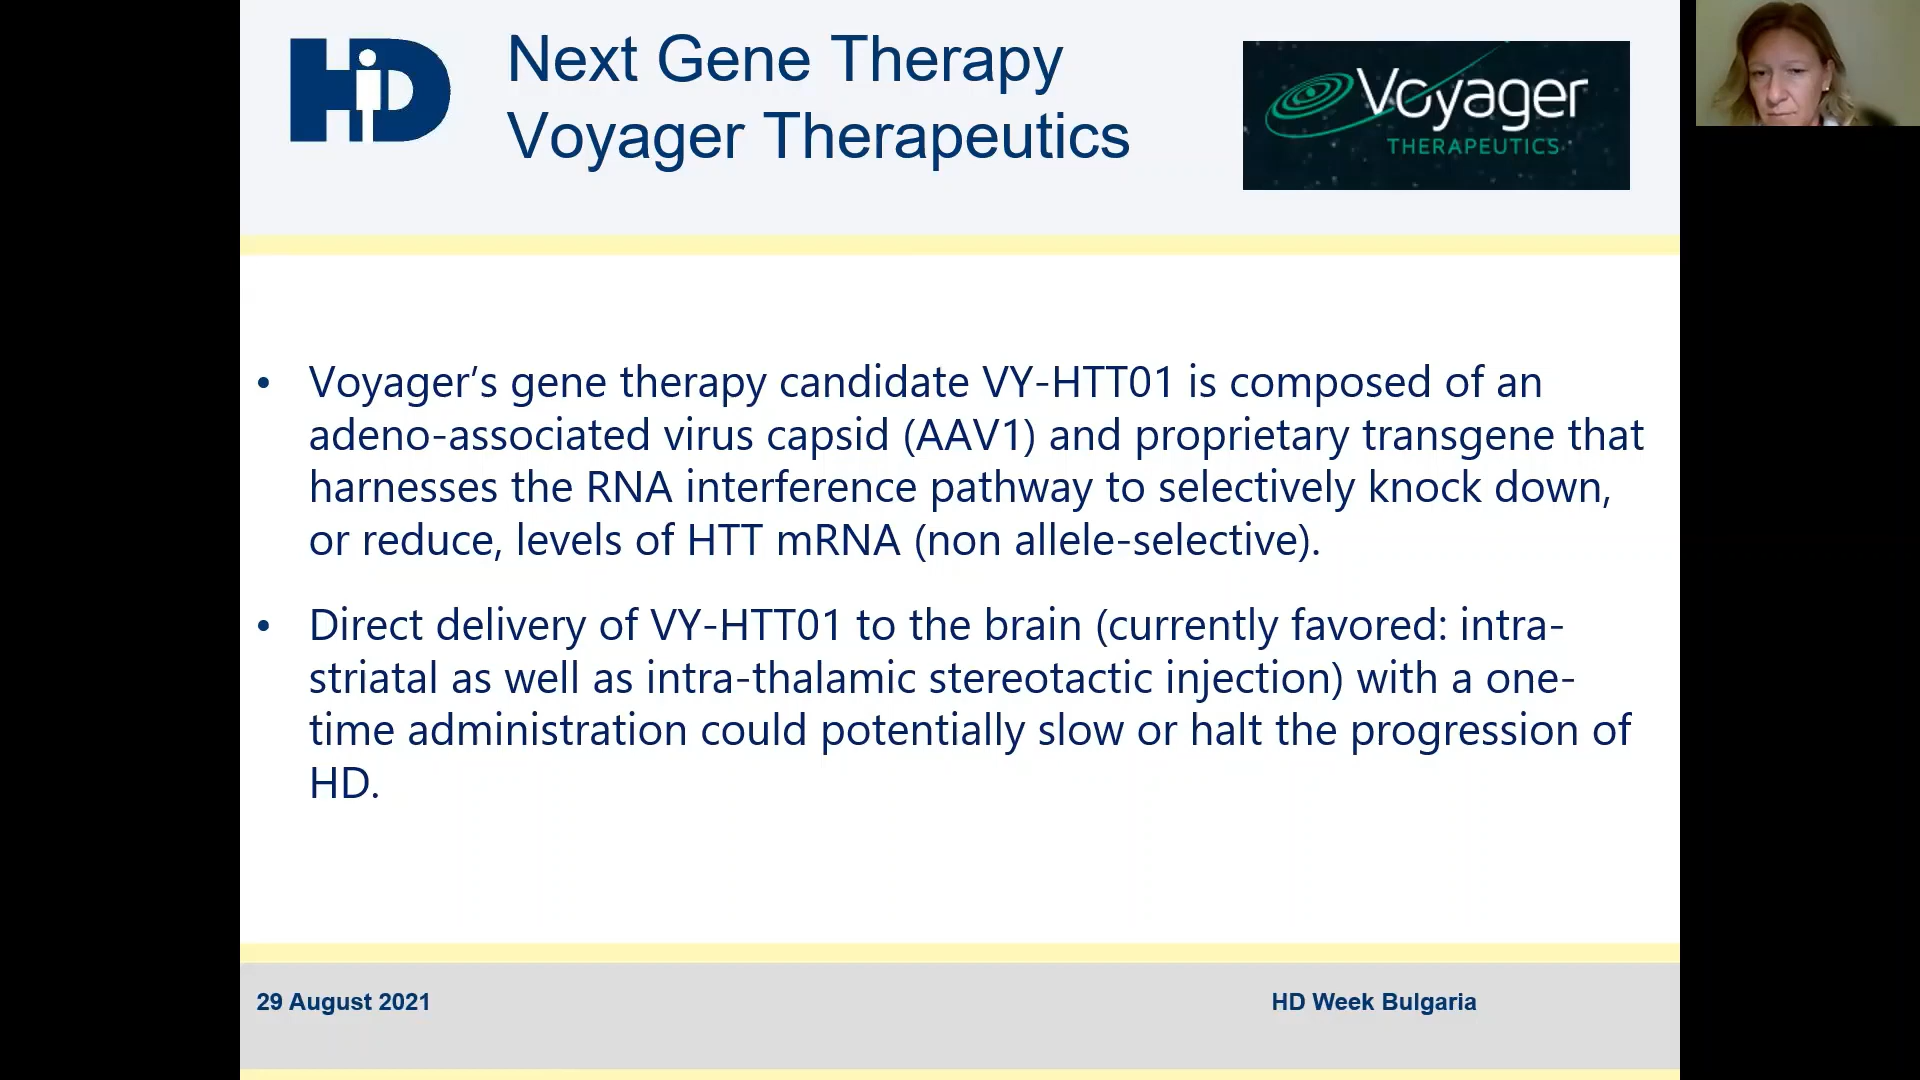 HD
Next Gene Therapy
Voyager Therapeutics
Voyager
THERAPEUTICS
• Voyager’s gene therapy candidate VY-HTT01 is composed of an
adeno-associated virus capsid (AAV1) and proprietary transgene that
harnesses the RNA interference pathway to selectively knock down,
or reduce, levels of HTT mRNA (non allele-selective).
• Direct delivery of VY-HTT01 to the brain (currently favored: intra-
striatal as well as intra-thalamic stereotactic injection) with a one-
time administration could potentially slow or halt the progression of
HD.
29 August 2021
HD Week Bulgaria